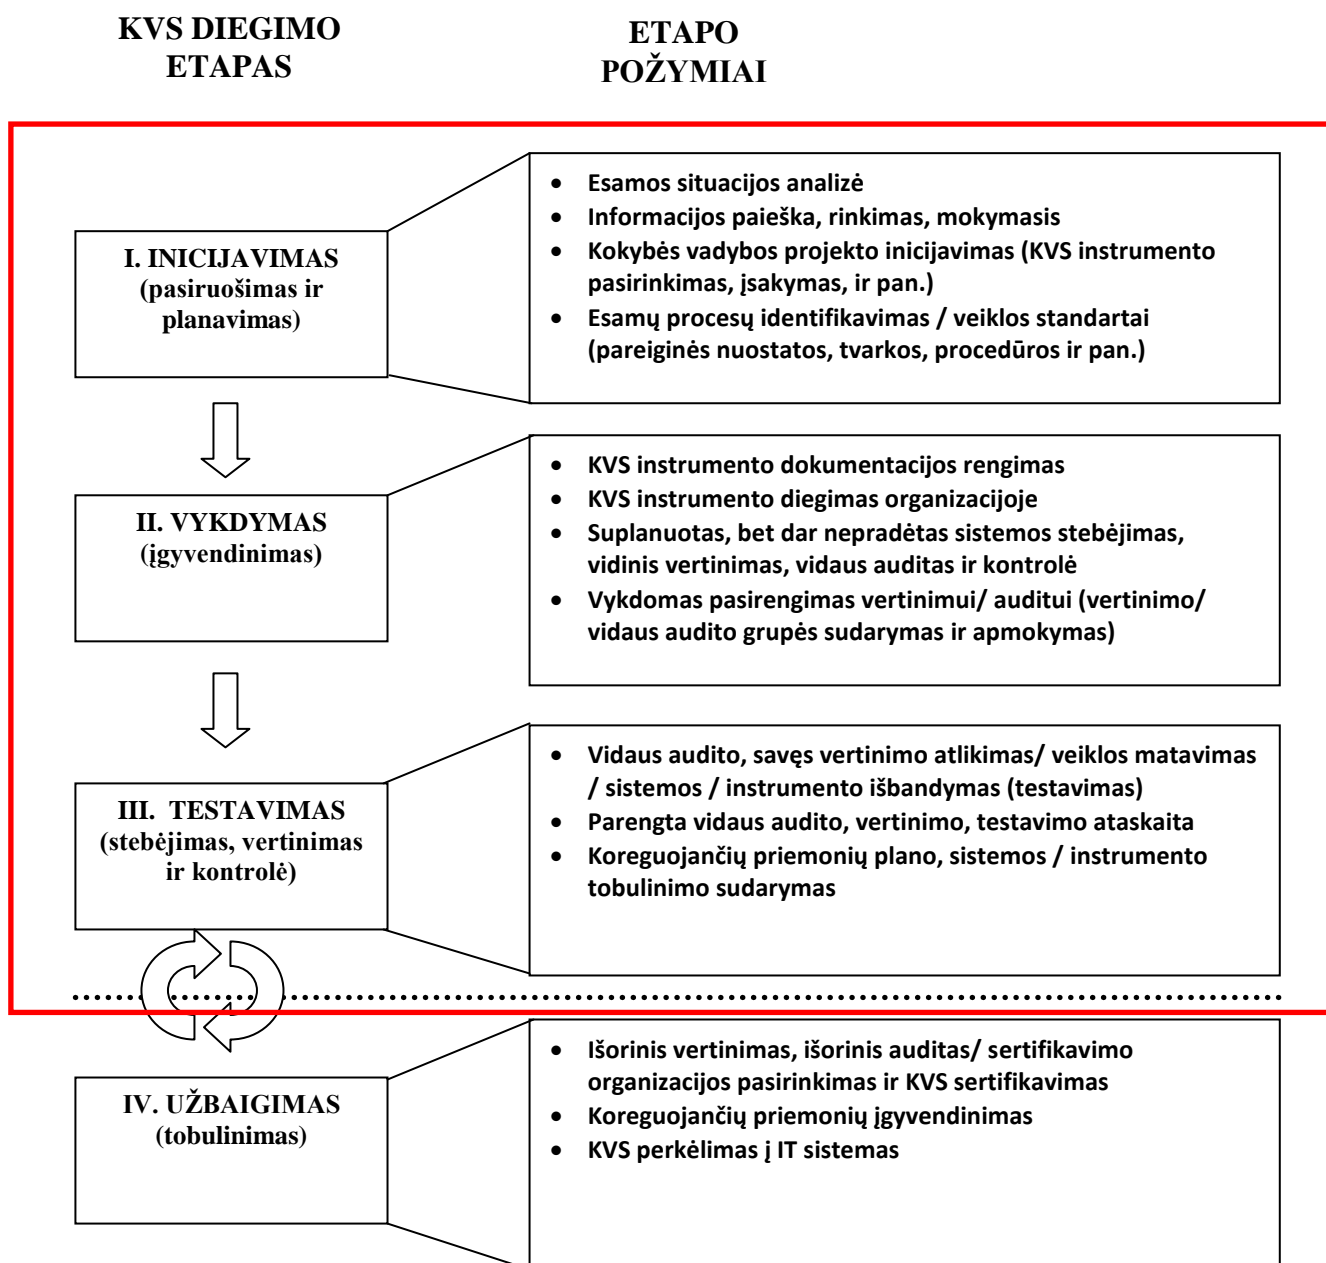 KVS DIEGIMO
ETAPAS
ETAPO
POŽYMIAI
I. INICIJAVIMAS
(pasiruošimas ir
planavimas)
• Esamos situacijos analizė
• Informacijos paieška, rinkimas, mokymasis
• Kokybės vadybos projekto inicijavimas (KVS instrumento
pasirinkimas, įsakymas, ir pan.)
• Esamų procesų identifikavimas / veiklos standartai
(pareiginės nuostatos, tvarkos, procedūros ir pan.)
II. VYKDYMAS
(įgyvendinimas)
• KVS instrumento dokumentacijos rengimas
• KVS instrumento diegimas organizacijoje
• Suplanuotas, bet dar nepradėtas sistemos stebėjimas,
vidinis vertinimas, vidaus auditas ir kontrolė
• Vykdomas pasirengimas vertinimui/ auditui (vertinimo/
vidaus audito grupės sudarymas ir apmokymas)
III. TESTAVIMAS
(stebėjimas, vertinimas
ir kontrolė)
• Vidaus audito, savęs vertinimo atlikimas/ veiklos matavimas
/ sistemos / instrumento išbandymas (testavimas)
• Parengta vidaus audito, vertinimo, testavimo ataskaita
• Koreguojančių priemonių plano, sistemos / instrumento
tobulinimo sudarymas
IV. UŽBAIGIMAS
(tobulinimas)
• Išorinis vertinimas, išorinis auditas/ sertifikavimo
organizacijos pasirinkimas ir KVS sertifikavimas
• Koreguojančių priemonių įgyvendinimas
• KVS perkėlimas į IT sistemas